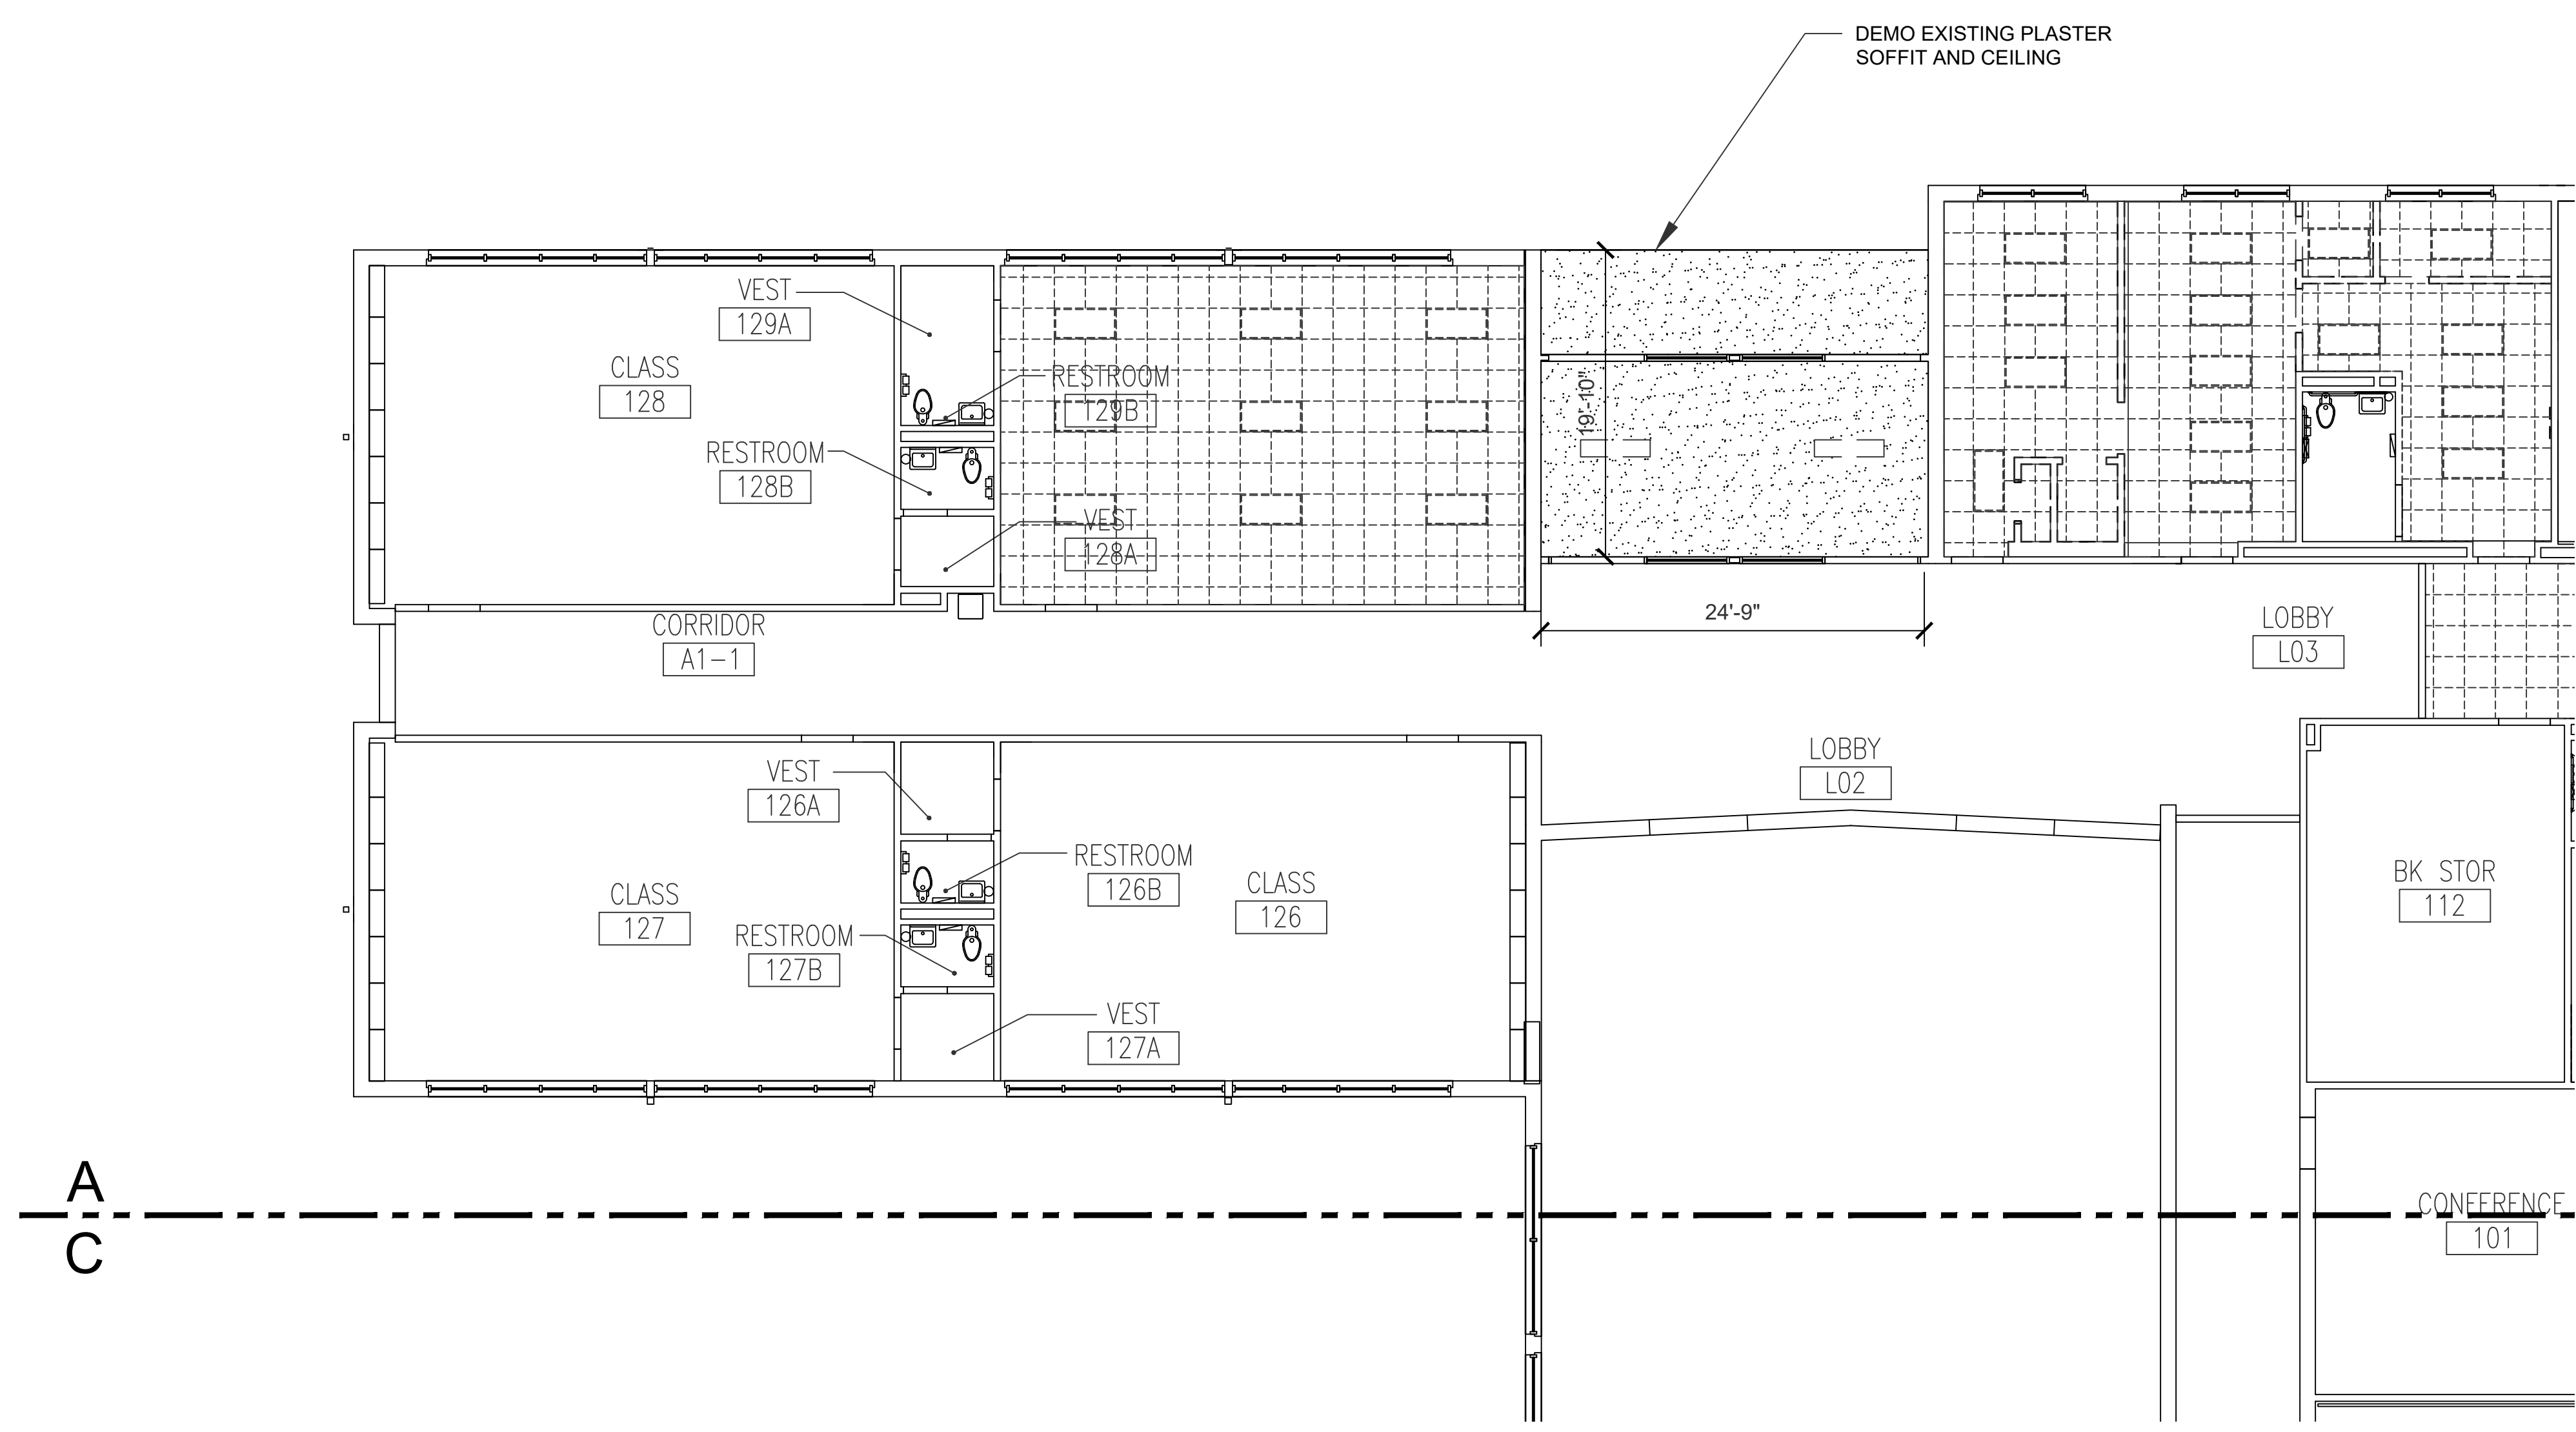 DEMO EXISTING PLASTER
SOFFIT AND CEILING
VEST
129A
CLASS
128
RESTROOM
129B
RESTROOM
128B
VEST
128A
19'-10"
24'-9"
CORRIDOR
A1-1
LOBBY
L03
LOBBY
L02
VEST
126A
RESTROOM
126B
CLASS
127
CLASS
126
RESTROOM
127B
VEST
127A
BK STOR
112
A
C
CONFERENCE
101